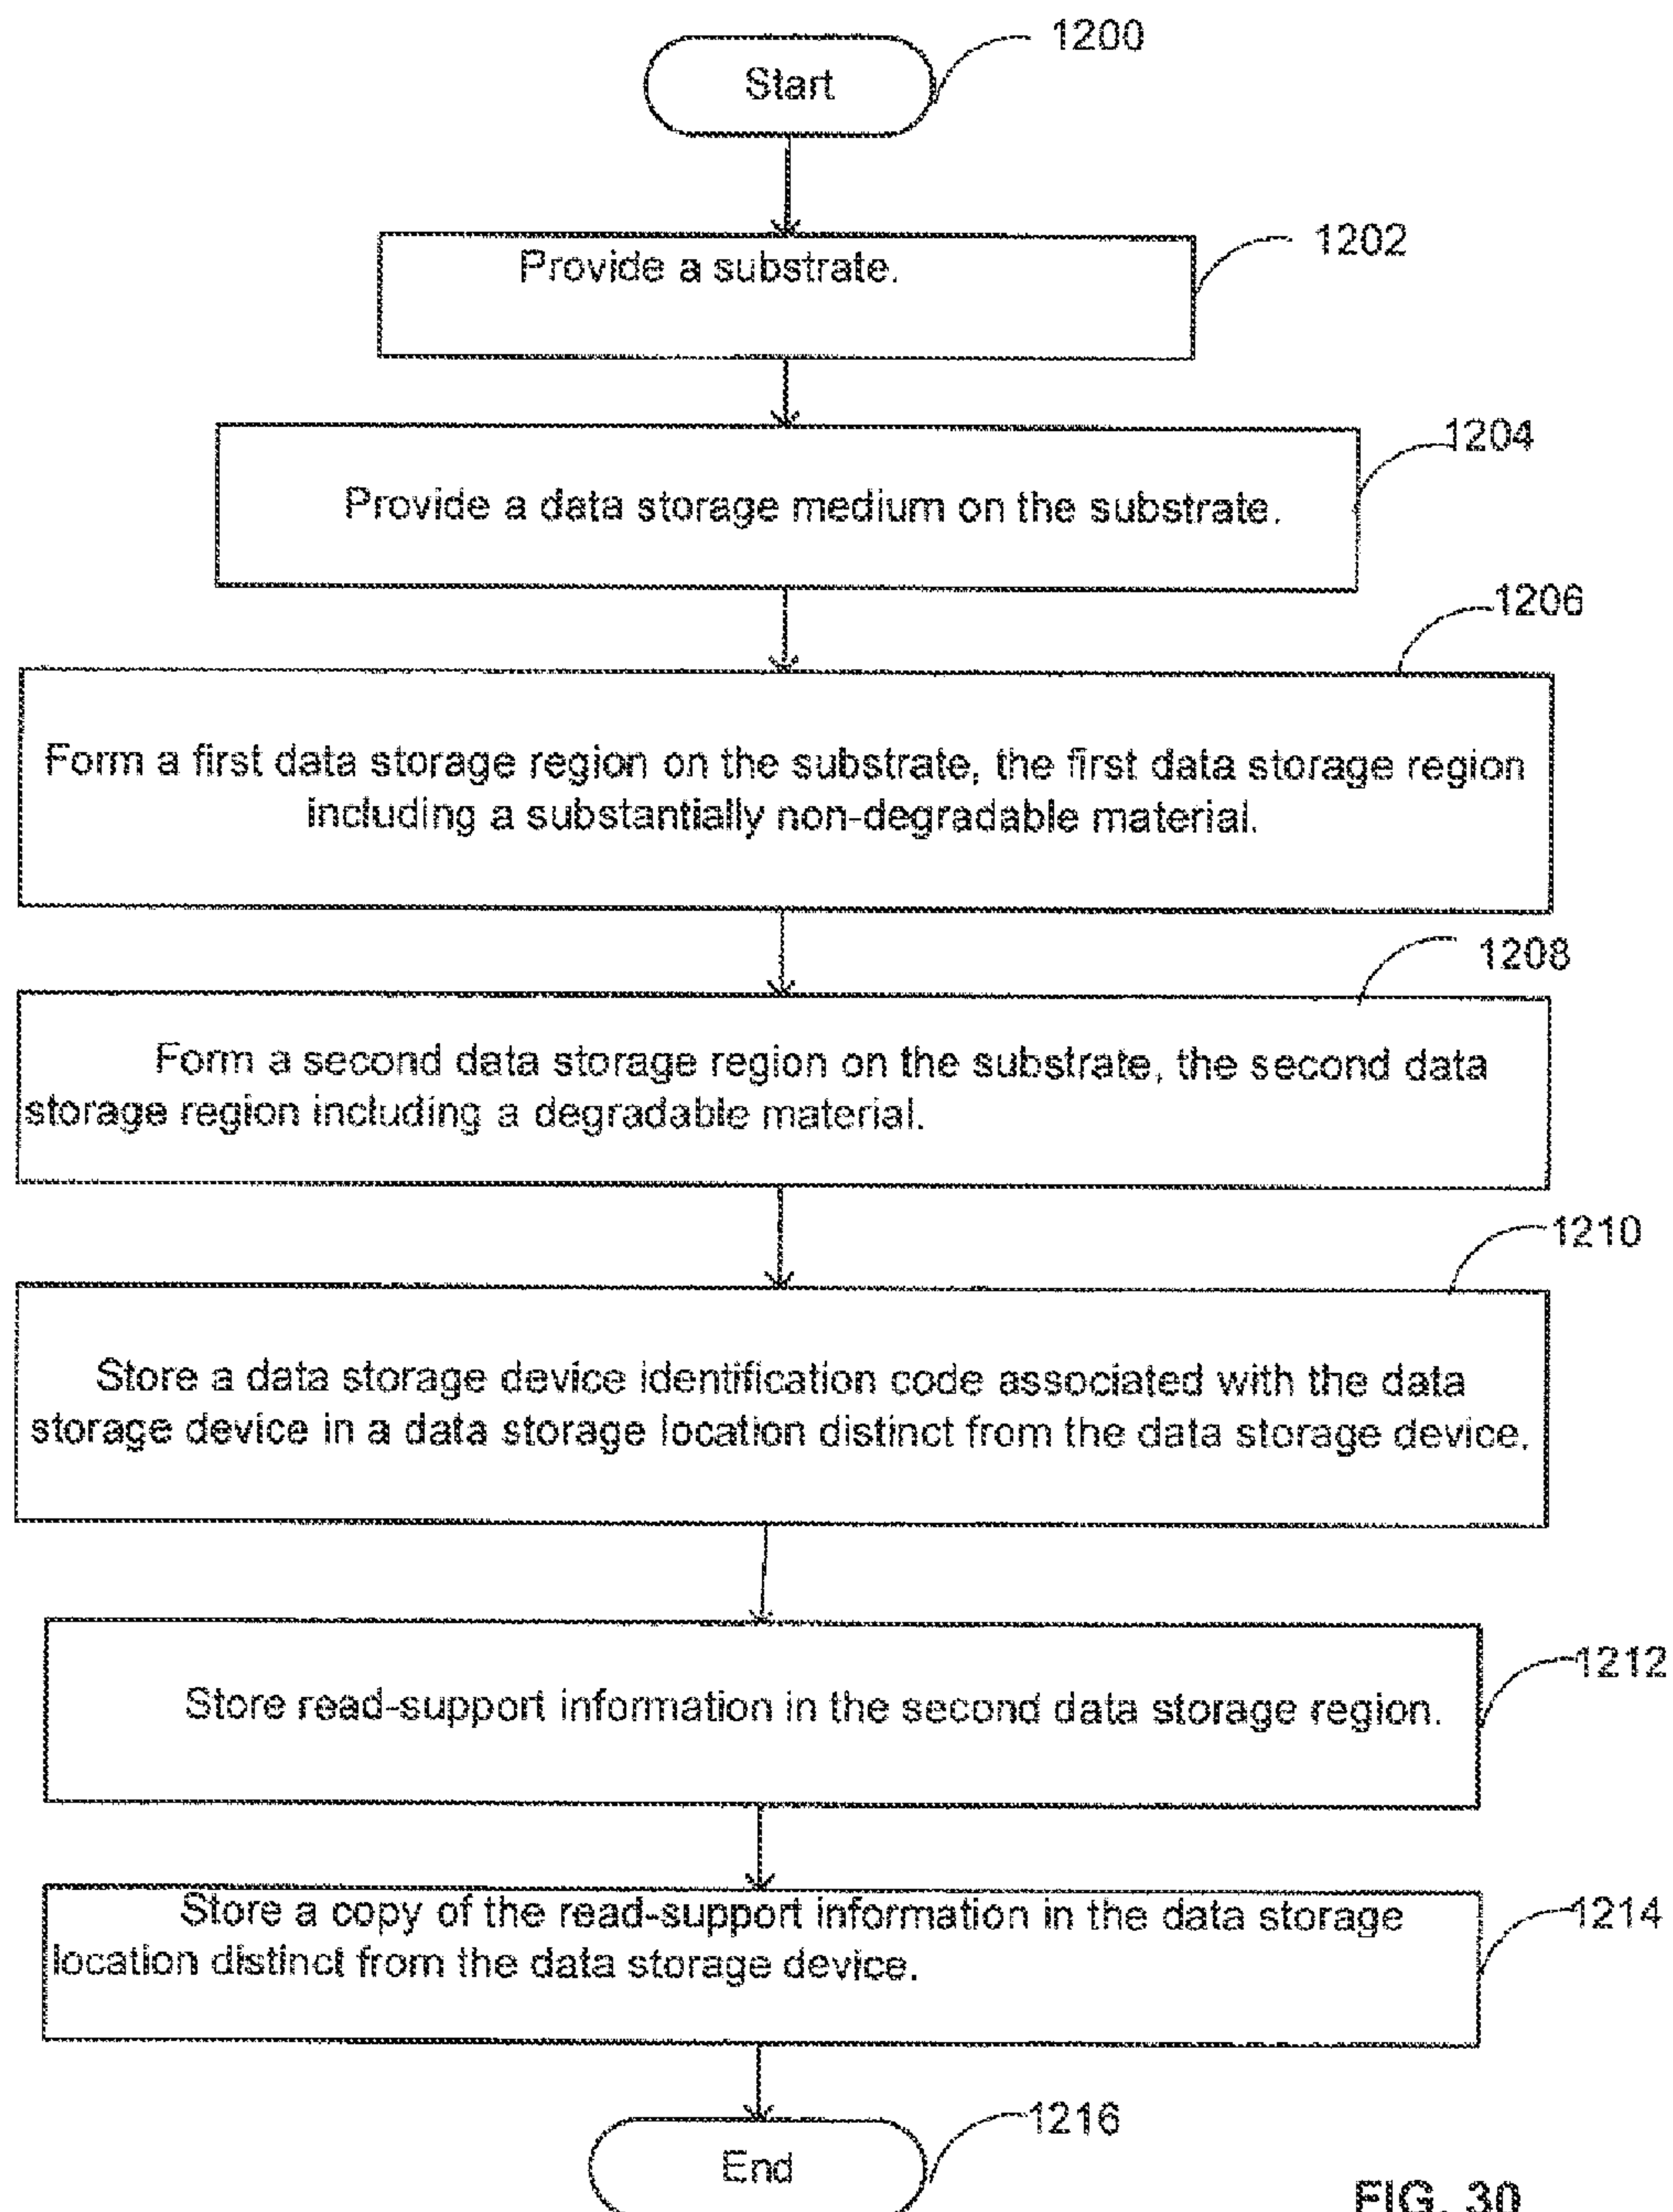 Start
1200
Provide a substrate.
1202
Provide a data storage medium on the substrate.
1204
1206
Form a first data storage region on the substrate, the first data storage region
including a substantially non-degradable material.
1208
Form a second data storage region on the substrate, the second data
storage region including a degradable material.
1210
Store a data storage device identification code associated with the data
storage device in a data storage location distinct from the data storage device.
1212
Store read-support information in the second data storage region.
Store a copy of the read-support information in the data storage
location distinct from the data storage device.
1214
End
1216
FIG. 30